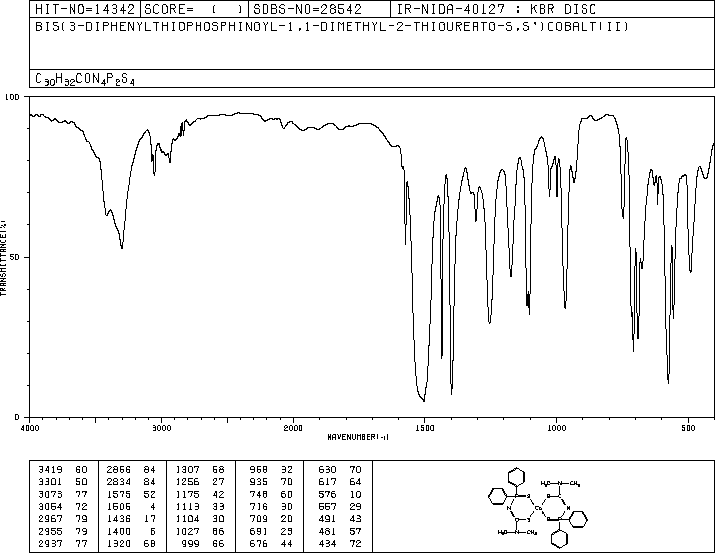 HIT-NO=14342 SCORE= ( ) SDBS-NO=28542 IR-NIDA-40127 : KBR DISC
BIS(3-DIPHENYLTHIOPHOSPHINOYL-1,1-DIMETHYL-2-THIOUREATO-S,S')COBALT(II)
C30H32CON4P2S4
100
50
0
TRANSMITTANCE(%)
4000 3000 2000 1500 1000 500
WAVENUMBER(-1)
3419 60 2866 84 1307 68 968 32 630 70
3301 50 2834 84 1256 27 935 70 617 64
3073 77 1575 52 1175 42 748 60 576 10
3054 72 1506 4 1113 33 716 30 557 29
2967 79 1436 17 1104 30 709 20 491 43
2955 79 1400 6 1027 86 691 23 481 57
2937 77 1320 68 999 66 676 44 434 72